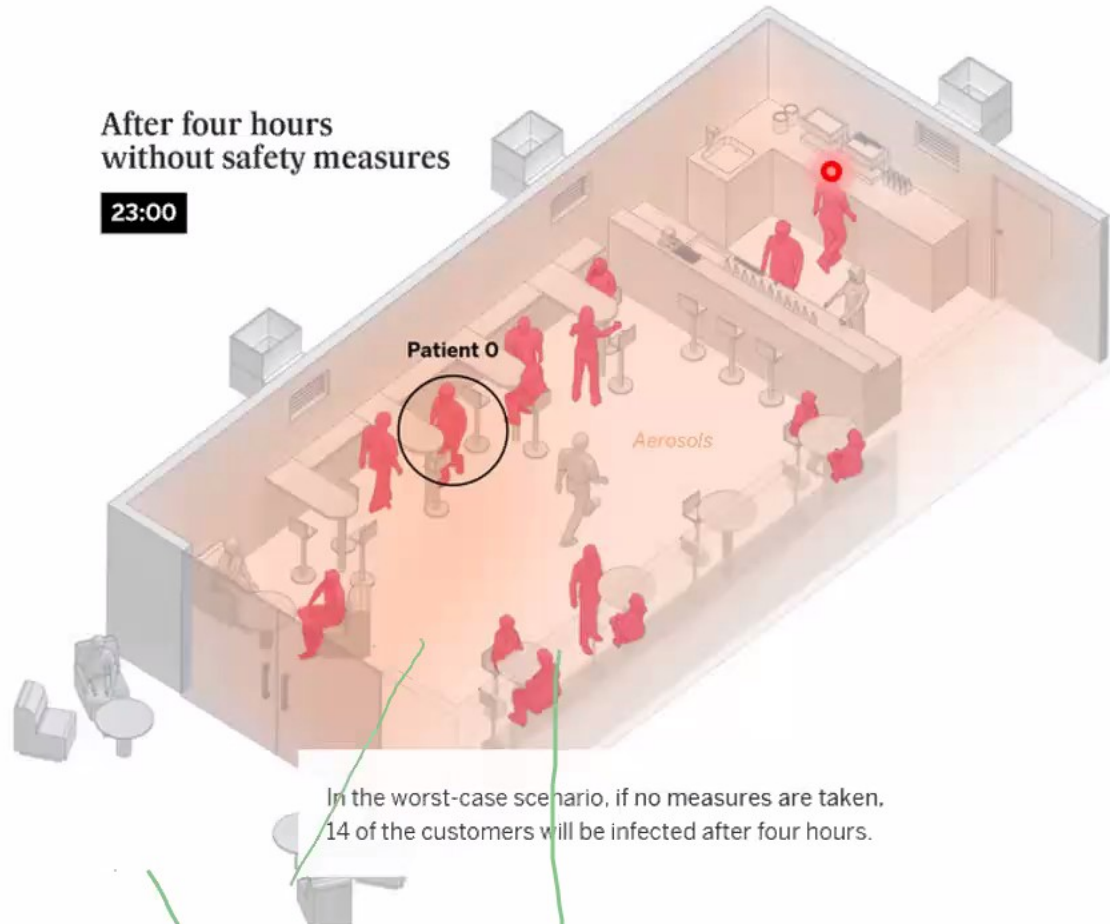 After four hours
without safety measures
23:00
Patient 0
Aerosols
In the worst-case scenario, if no measures are taken,
14 of the customers will be infected after four hours.